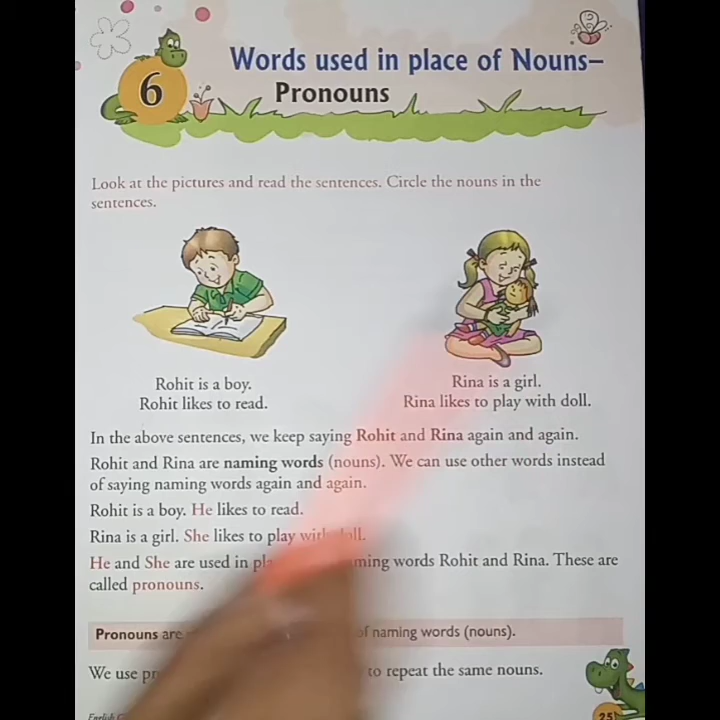 6
Words used in place of Nouns–
Pronouns
Look at the pictures and read the sentences. Circle the nouns in the
sentences.
Rohit is a boy.
Rohit likes to read.
Rina is a girl.
Rina likes to play with doll.
In the above sentences, we keep saying Rohit and Rina again and again.
Rohit and Rina are naming words (nouns). We can use other words instead
of saying naming words again and again.
Rohit is a boy. He likes to read.
Rina is a girl. She likes to play with doll.
He and She are used in words Rohit and Rina. These are
called pronouns.
Pronouns are of naming words (nouns).
We use to repeat the same nouns.
English
25